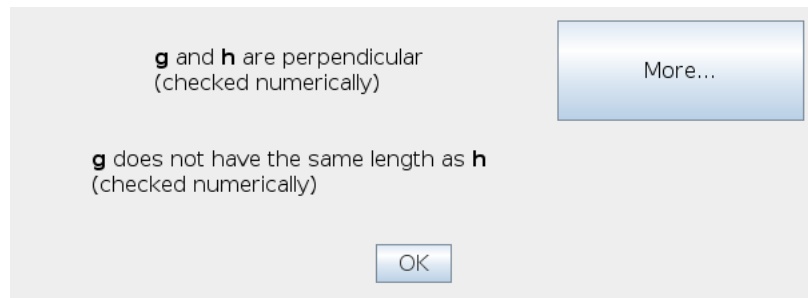 g and h are perpendicular
(checked numerically)
More...
g does not have the same length as h
(checked numerically)
OK